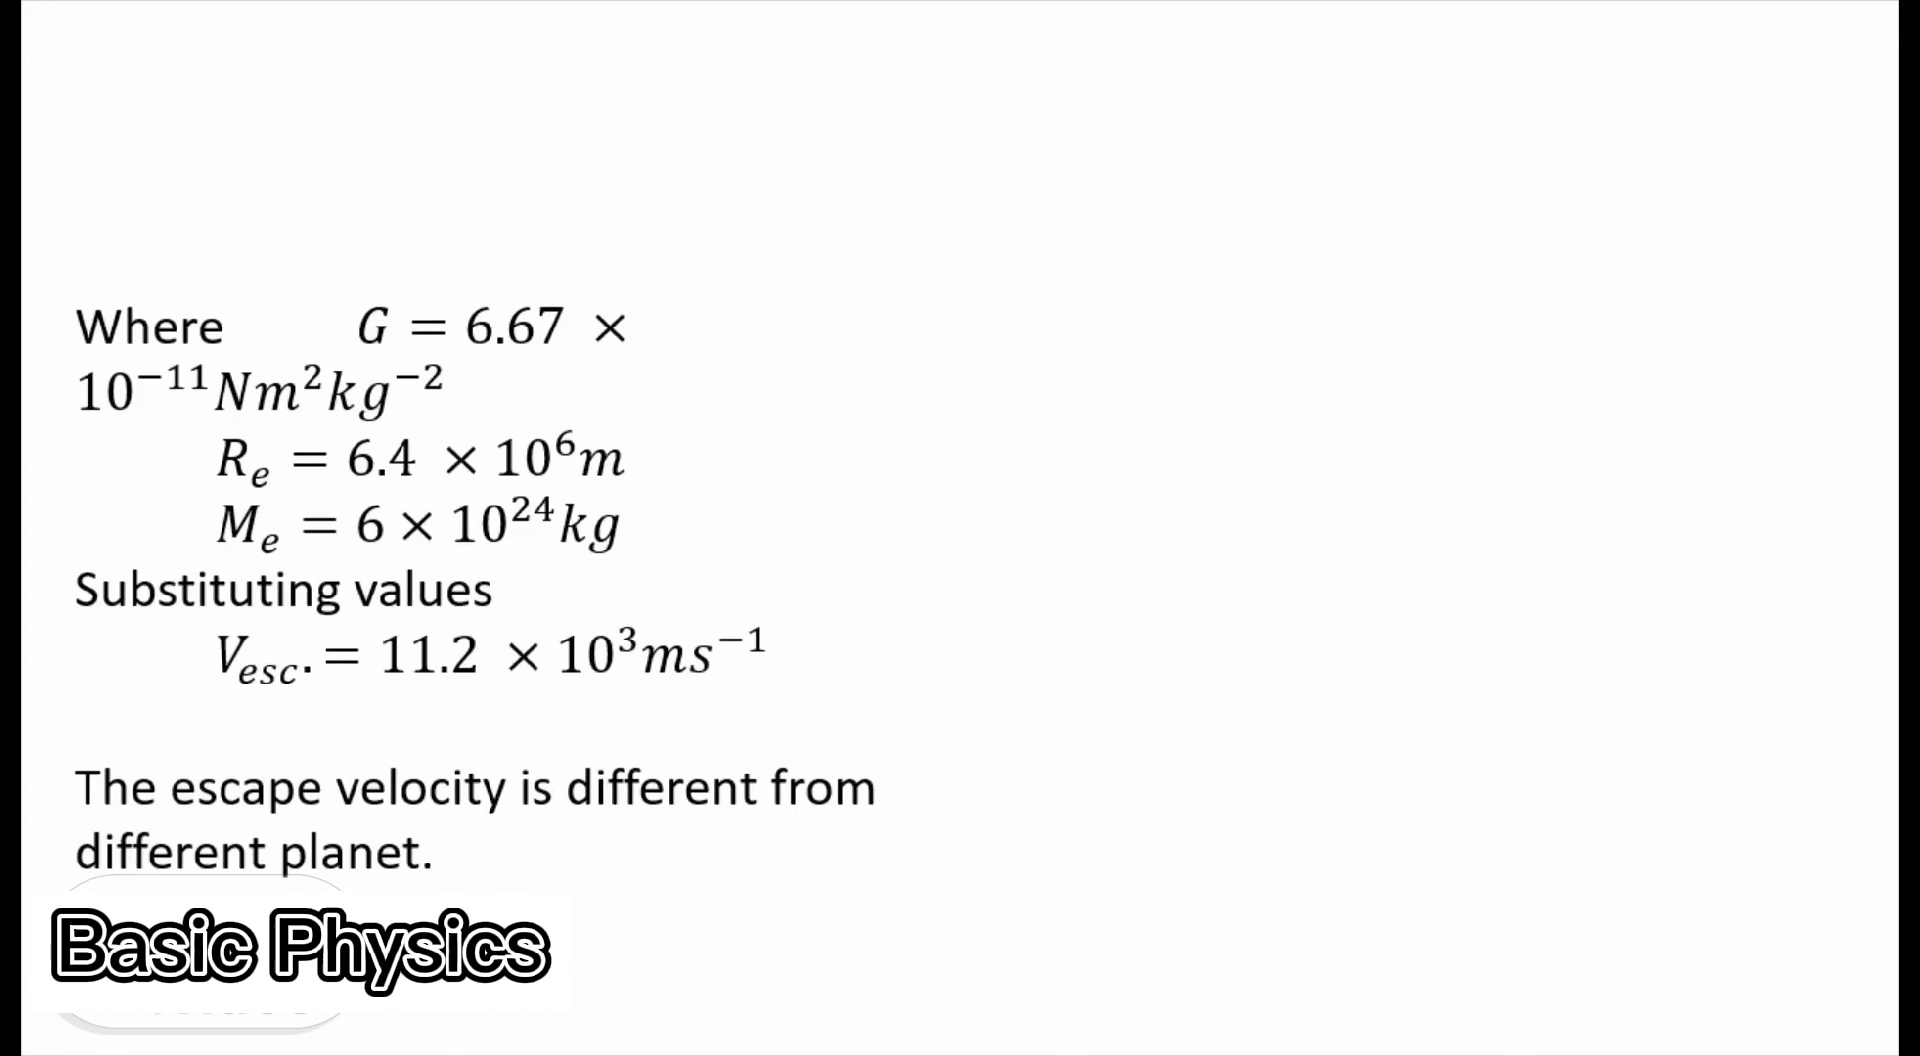 Where G = 6.67 ×
10⁻¹¹Nm²kg⁻²
Rₑ = 6.4 × 10⁶m
Mₑ = 6 × 10²⁴kg
Substituting values
V_esc. = 11.2 × 10³ms⁻¹
The escape velocity is different from
different planet.
Basic Physics